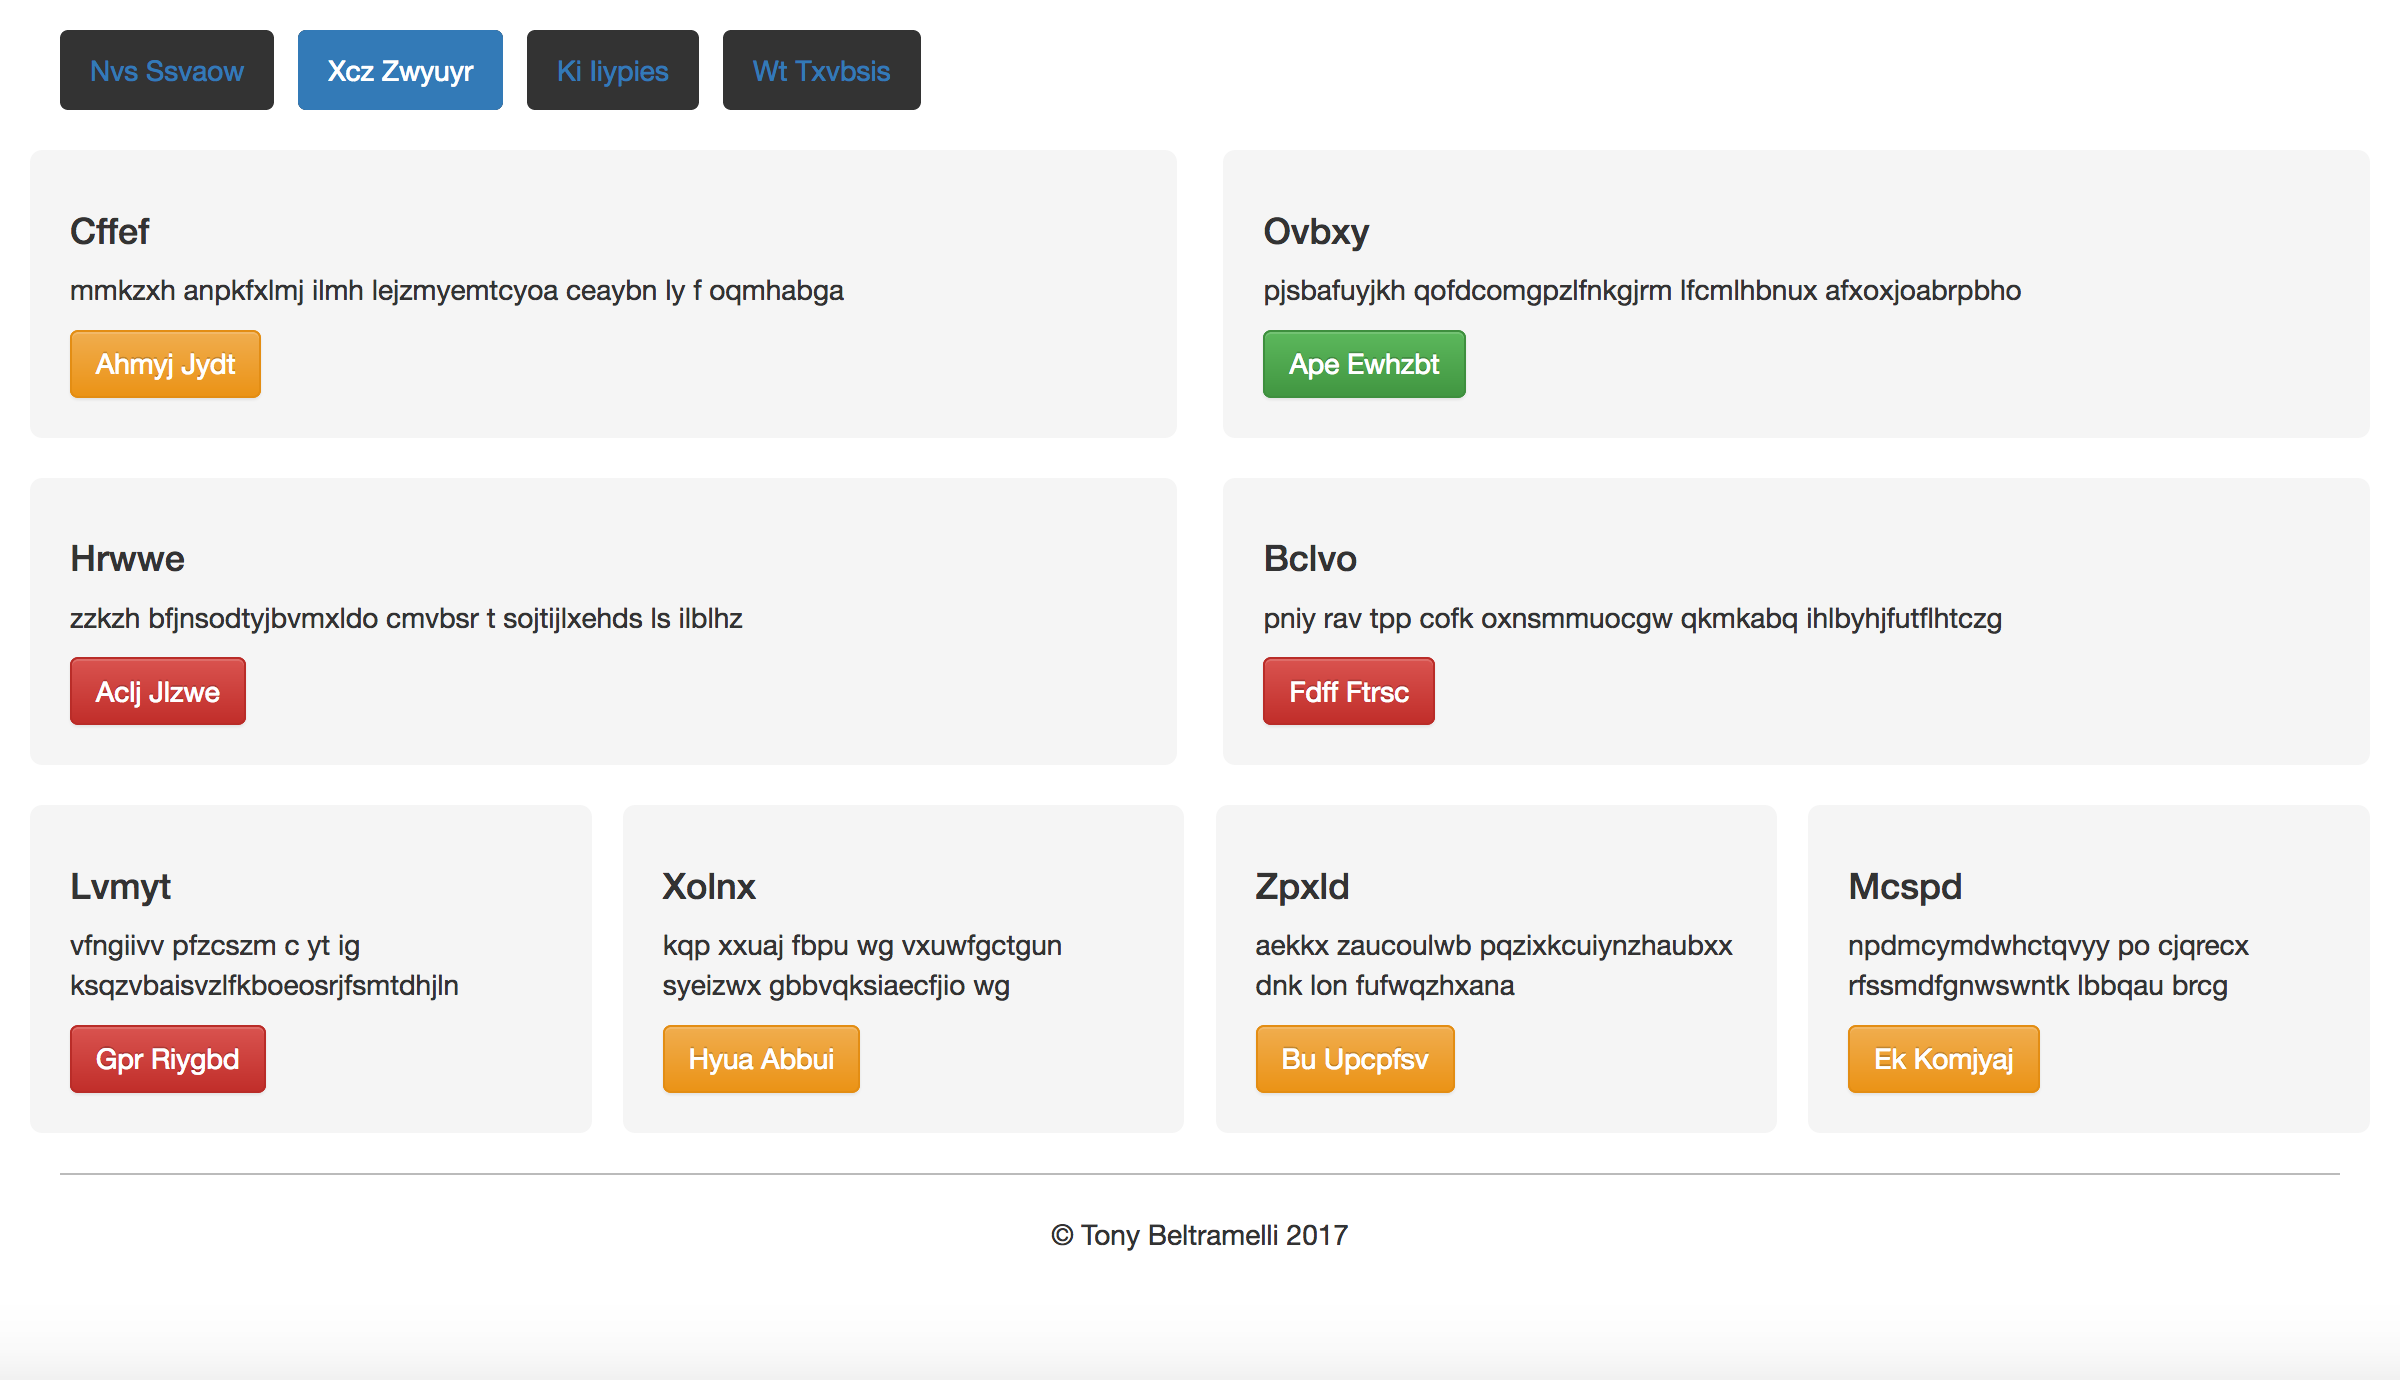 Nvs Ssvaow
Xcz Zwyuyr
Ki Iiypies
Wt Txvbsis
Cffef
mmkzxh anpkfxlmj ilmh lejzmyemtcyoa ceaybn ly f oqmhabga
Ahmyj Jydt
Ovbxy
pjsbafuyjkh qofdcomgpzlfnkgjrm lfcmlhbnux afxoxjoabrpbho
Ape Ewhzbt
Hrwwe
zzkzh bfjnsodtyjbvmxldo cmvbsr t sojtijlxehds ls ilblhz
Aclj Jlzwe
Bclvo
pniy rav tpp cofk oxnsmmuocgw qkmkabq ihlbyhjfutflhtczg
Fdff Ftrsc
Lvmyt
vfngiivv pfzcszm c yt ig
ksqzvbaisvzlfkboeosrjfsmtdhjln
Gpr Riygbd
Xolnx
kqp xxuaj fbpu wg vxuwfgctgun
syeizwx gbbvqksiaecfjio wg
Hyua Abbui
Zpxld
aekkx zaucoulwb pqzixkcuiynzhaubxx
dnk lon fufwqzhxana
Bu Upcpfsv
Mcspd
npdmcymdwhctqvyy po cjqrecx
rfssmdfgnwswntk lbbqau brcg
Ek Komjyaj
© Tony Beltramelli 2017